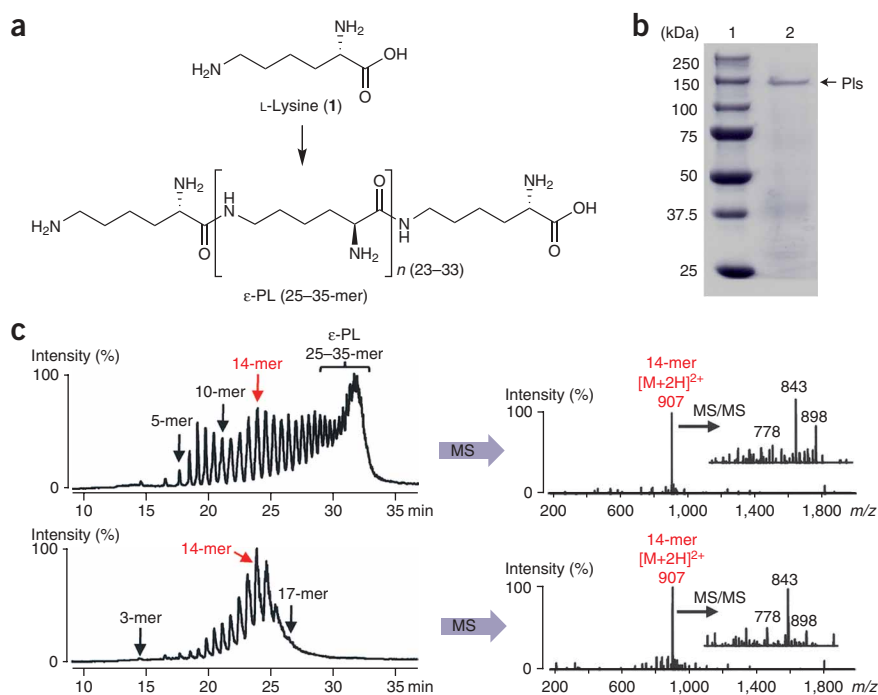 a
NH2
H2N
OH
O
L-Lysine (1)
NH2
H2N
O
H
N
O
NH2
N
H
NH2
OH
O
n (23–33)
ε-PL (25–35-mer)
b
(kDa) 1 2
250
150
100
75
50
37.5
25
Pls
c
Intensity (%)
100
0
5-mer
10-mer
14-mer
ε-PL
25–35-mer
10 15 20 25 30 35 min
MS
Intensity (%)
100
0
14-mer
[M+2H]2+
907
MS/MS
778
843
898
200 600 1,000 1,400 1,800 m/z
Intensity (%)
100
0
3-mer
14-mer
17-mer
10 15 20 25 30 35 min
MS
Intensity (%)
100
0
14-mer
[M+2H]2+
907
MS/MS
778
843
898
200 600 1,000 1,400 1,800 m/z